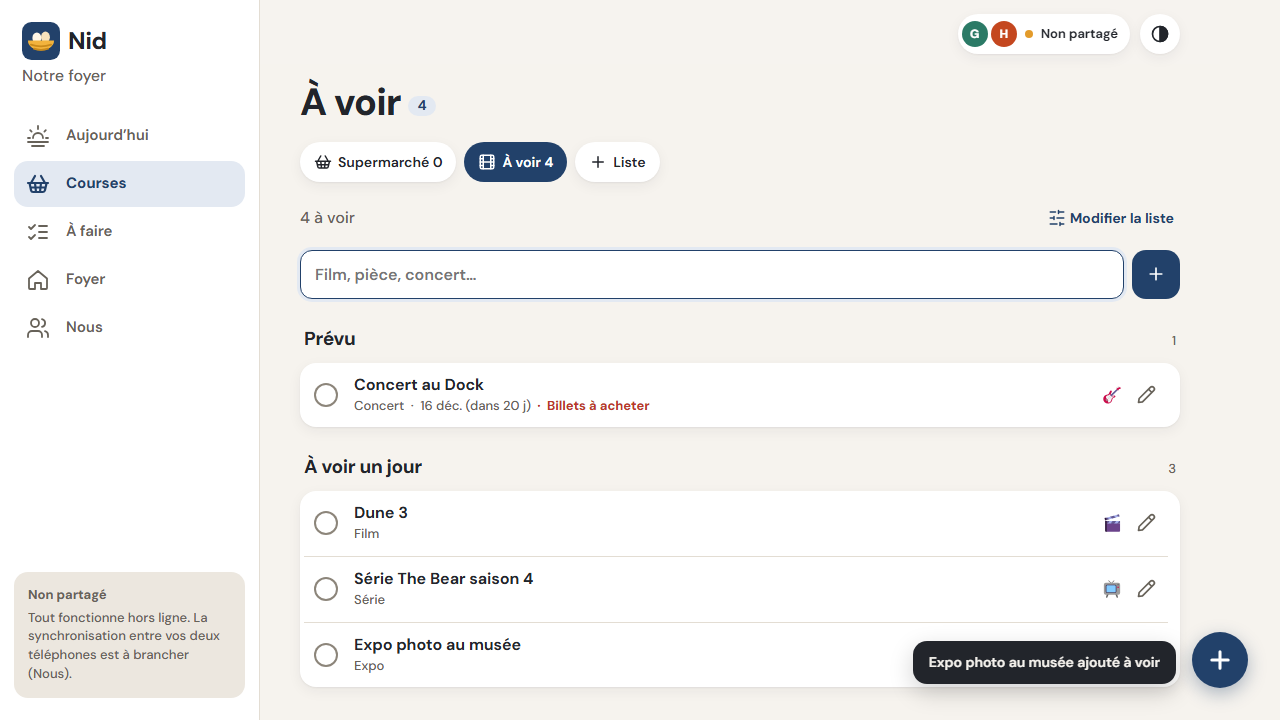 Nid
Notre foyer
Aujourd’hui
Courses
À faire
Foyer
Nous
Non partagé
Tout fonctionne hors ligne. La
synchronisation entre vos deux
téléphones est à brancher
(Nous).
G H Non partagé
À voir 4
Supermarché 0
À voir 4
Liste
4 à voir
Modifier la liste
Film, pièce, concert…
Prévu 1
Concert au Dock
Concert · 16 déc. (dans 20 j) · Billets à acheter
À voir un jour 3
Dune 3
Film
Série The Bear saison 4
Série
Expo photo au musée
Expo
Expo photo au musée ajouté à voir